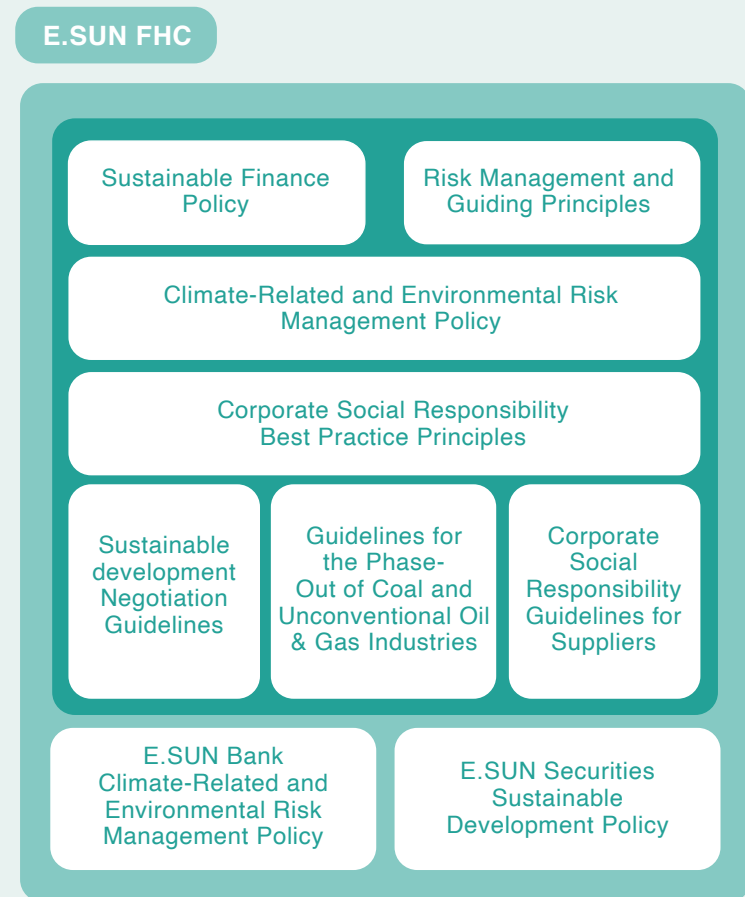 E.SUN FHC
Sustainable Finance
Policy
Risk Management and
Guiding Principles
Climate-Related and Environmental Risk
Management Policy
Corporate Social Responsibility
Best Practice Principles
Sustainable
development
Negotiation
Guidelines
Guidelines for
the Phase-
Out of Coal and
Unconventional Oil
& Gas Industries
Corporate
Social
Responsibility
Guidelines for
Suppliers
E.SUN Bank
Climate-Related and
Environmental Risk
Management Policy
E.SUN Securities
Sustainable
Development Policy